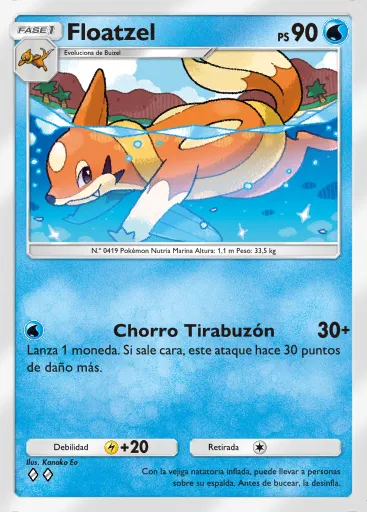 FASE 1
Floatzel
PS 90
Evoluciona de Buizel
N.º 0419 Pokémon Nutria Marina Altura: 1,1 m Peso: 33,5 kg
Chorro Tirabuzón 30+
Lanza 1 moneda. Si sale cara, este ataque hace 30 puntos
de daño más.
Debilidad +20
Retirada
Ilus. Kanako Eo
Con la vejiga natatoria inflada, puede llevar a personas
sobre su espalda. Antes de bucear, la desinfla.